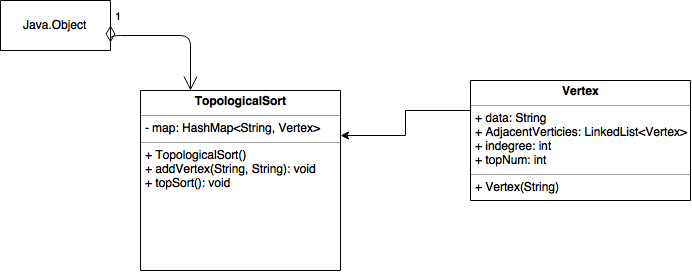 Java.Object
1
TopologicalSort
- map: HashMap<String, Vertex>
+ TopologicalSort()
+ addVertex(String, String): void
+ topSort(): void
Vertex
+ data: String
+ AdjacentVerticies: LinkedList<Vertex>
+ indegree: int
+ topNum: int
+ Vertex(String)